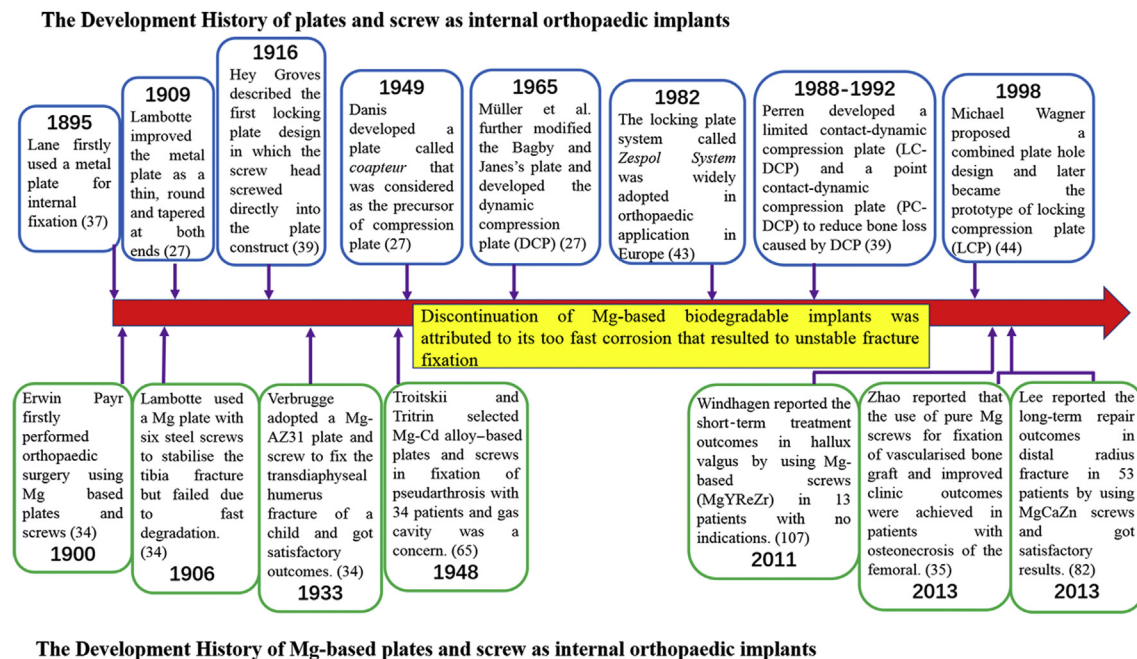 The Development History of plates and screw as internal orthopaedic implants
1895
Lane firstly
used a metal
plate for
internal
fixation (37)
1909
Lambotte
improved
the metal
plate as a
thin, round
and tapered
at both
ends (27)
1916
Hey Groves
described the
first locking
plate design
in which the
screw head
screwed
directly into
the plate
construct (39)
1949
Danis
developed a
plate called
coapteur that
was considered
as the precursor
of compression
plate (27)
1965
Müller et al.
further modified
the Bagby and
Janes's plate and
developed the
dynamic
compression
plate (DCP) (27)
1982
The locking plate
system called
Zespol System
was widely
adopted in
orthopaedic
application in
Europe (43)
1988-1992
Perren developed a
limited contact-dynamic
compression plate (LC-
DCP) and a point
contact-dynamic
compression plate (PC-
DCP) to reduce bone loss
caused by DCP (39)
1998
Michael Wagner
proposed a
combined plate hole
design and later
became the
prototype of locking
compression plate
(LCP) (44)
Discontinuation of Mg-based biodegradable implants was
attributed to its too fast corrosion that resulted to unstable fracture
fixation
Erwin Payr
firstly
performed
orthopaedic
surgery using
Mg based
plates and
screws (34)
1900
Lambotte used
a Mg plate with
six steel screws
to stabilise the
tibia fracture
but failed due
to fast
degradation.
(34)
1906
Verbrugge
adopted a Mg-
AZ31 plate and
screw to fix the
transdiaphyseal
humerus
fracture of a
child and got
satisfactory
outcomes. (34)
1933
Troitskii and
Tritrin selected
Mg-Cd alloy–based
plates and screws
in fixation of
pseudarthrosis with
34 patients and gas
cavity was a
concern. (65)
1948
Windhagen reported the
short-term treatment
outcomes in hallux
valgus by using Mg-
based screws
(MgYReZr) in 13
patients with no
indications. (107)
2011
Zhao reported that
the use of pure Mg
screws for fixation
of vascularised bone
graft and improved
clinic outcomes
were achieved in
patients with
osteonecrosis of the
femoral. (35)
2013
Lee reported the
long-term repair
outcomes in
distal radius
fracture in 53
patients by using
MgCaZn screws
and got
satisfactory
results. (82)
2013
The Development History of Mg-based plates and screw as internal orthopaedic implants